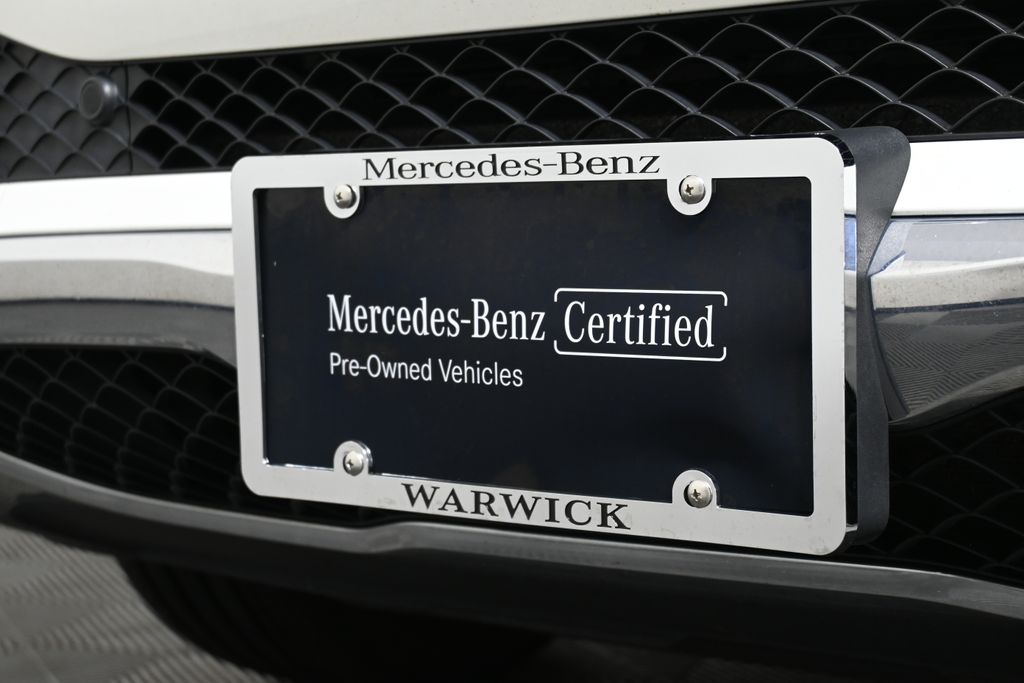 Mercedes-Benz
Mercedes-Benz Certified
Pre-Owned Vehicles
WARWICK